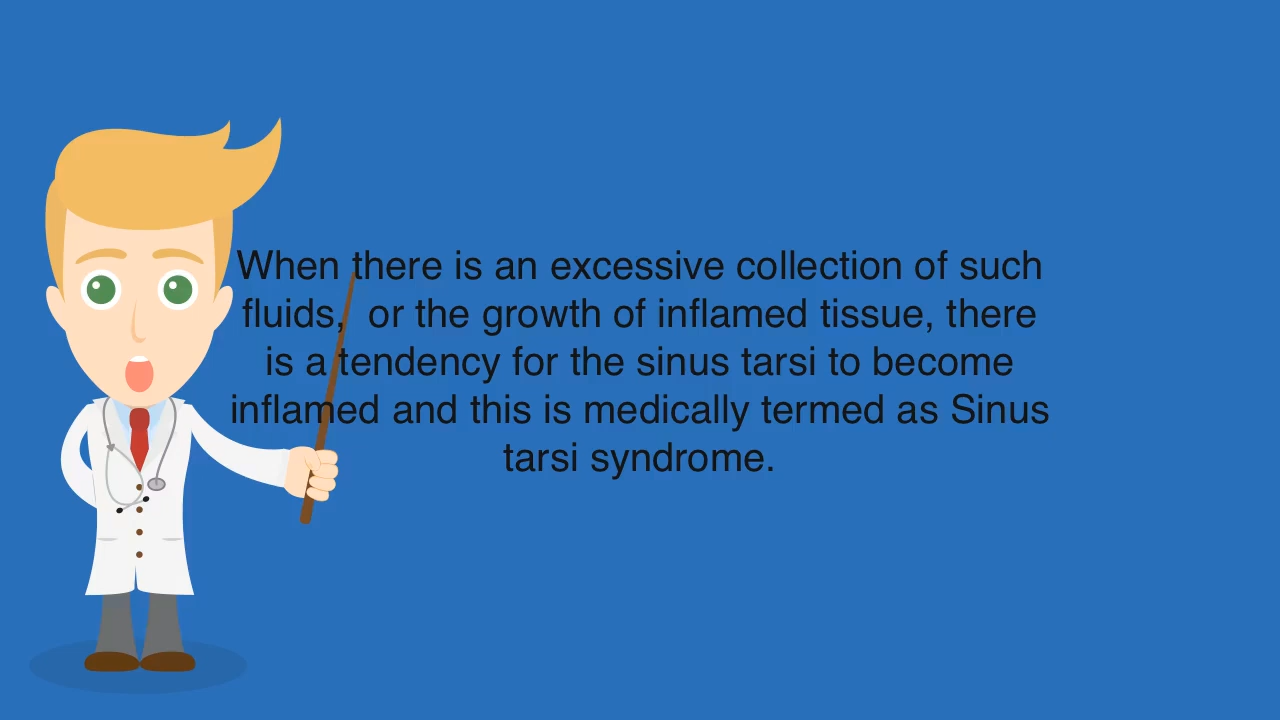 When there is an excessive collection of such
fluids,  or the growth of inflamed tissue, there
is a tendency for the sinus tarsi to become
inflamed and this is medically termed as Sinus
tarsi syndrome.